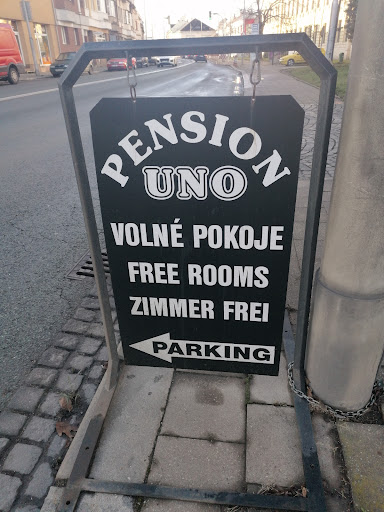 PENSION
UNO
VOLNÉ POKOJE
FREE ROOMS
ZIMMER FREI
PARKING